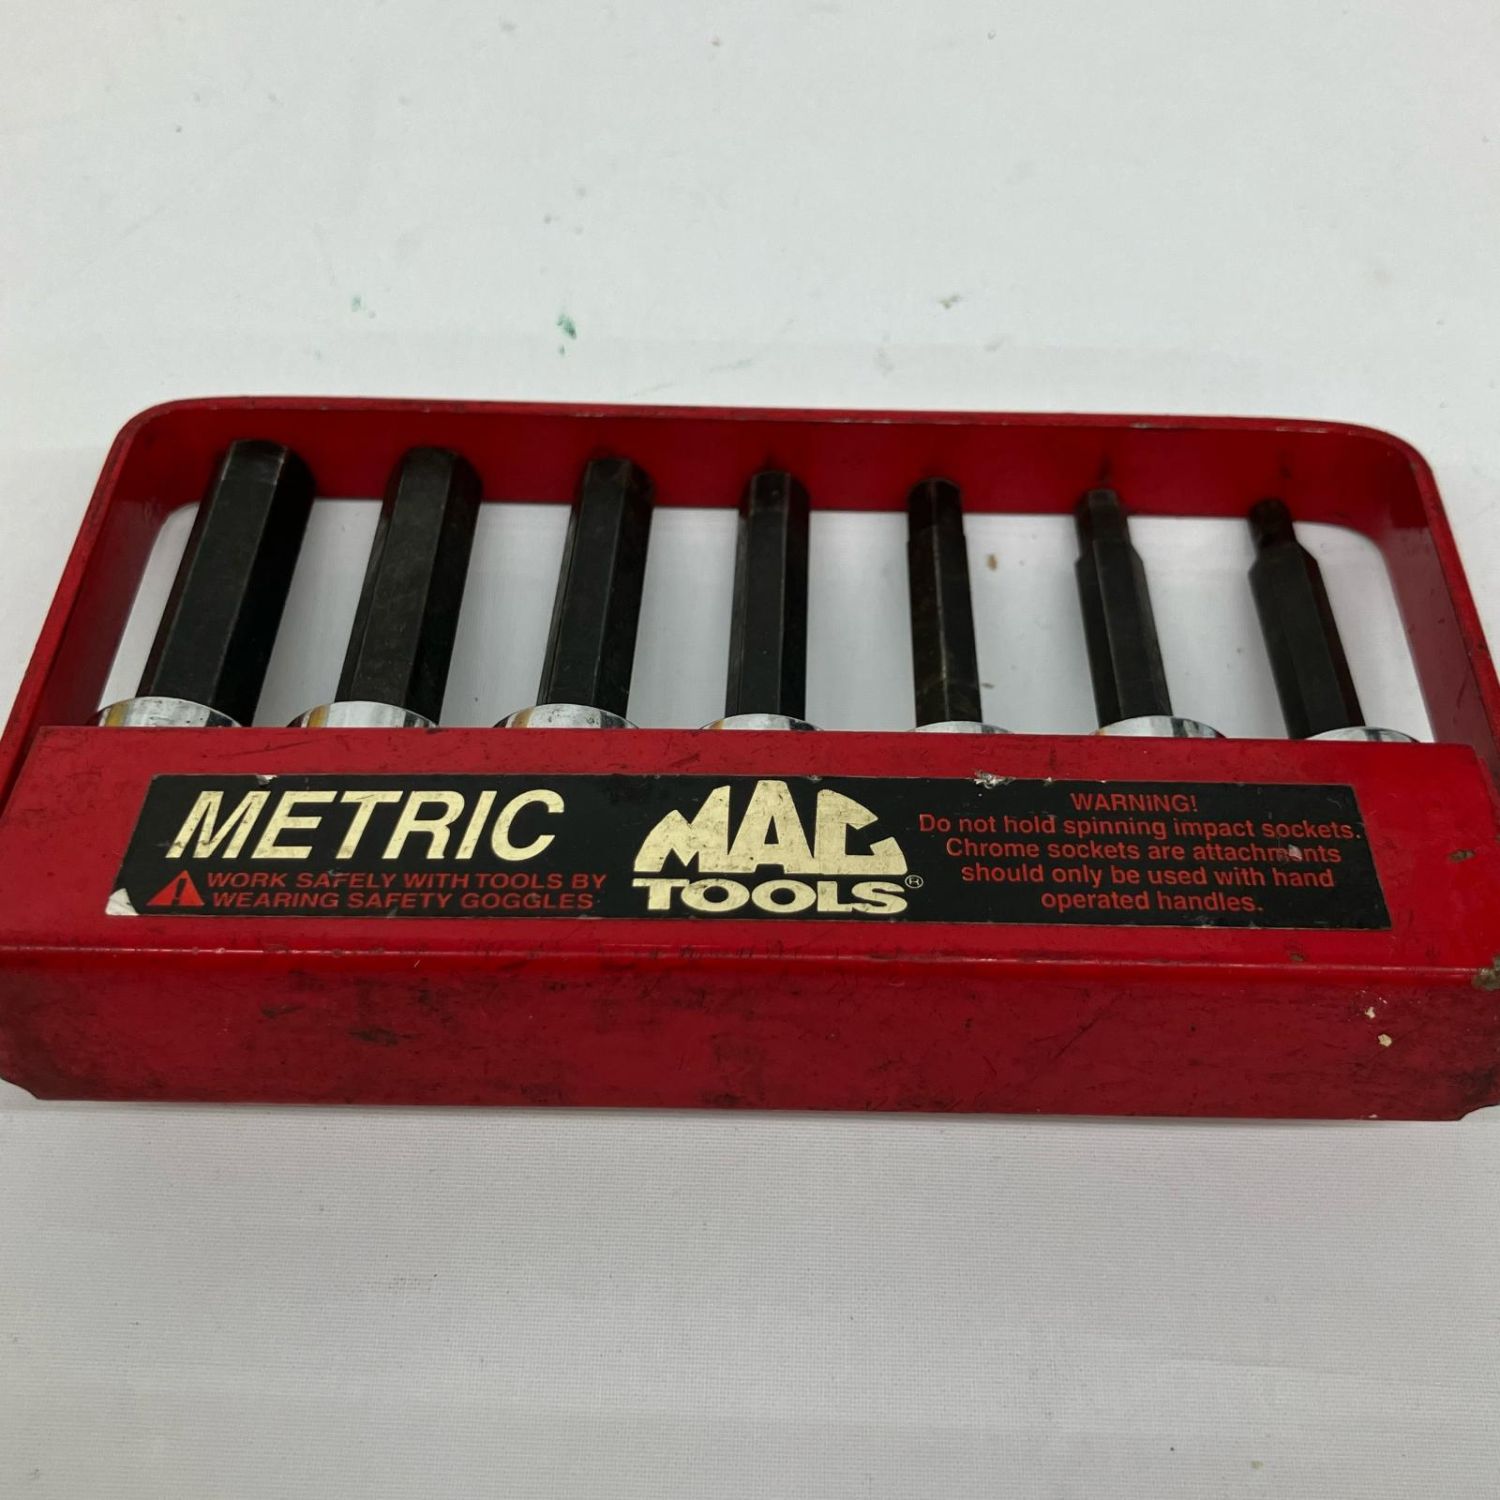 METRIC
WORK SAFELY WITH TOOLS BY
WEARING SAFETY GOGGLES
MAC
TOOLS®
WARNING!
Do not hold spinning impact sockets.
Chrome sockets are attachments
should only be used with hand
operated handles.